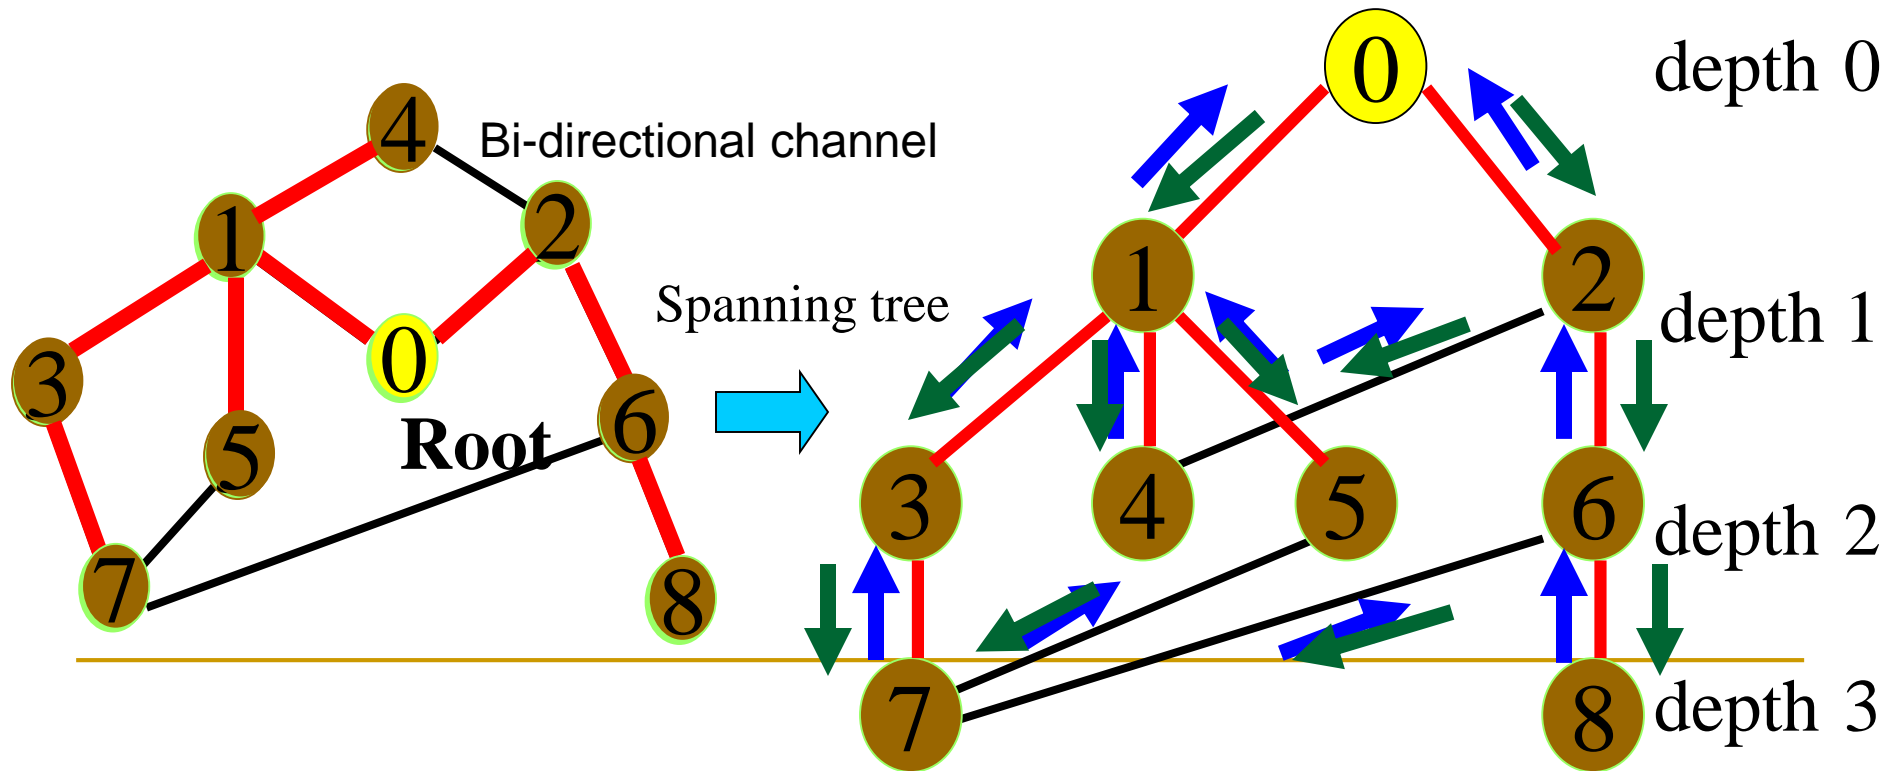 4
Bi-directional channel
1
2
3
0
5
Root
6
7
8
Spanning tree
0
depth 0
1
2
depth 1
3
4
5
6
depth 2
7
8
depth 3